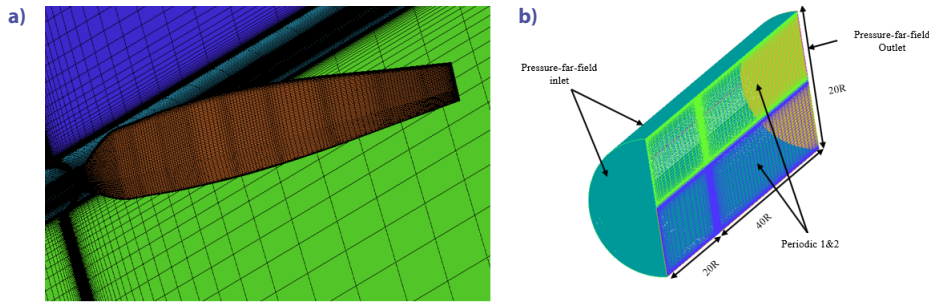 a)
b)
Pressure-far-field
inlet
Pressure-far-field
Outlet
20R
40R
20R
Periodic 1&2